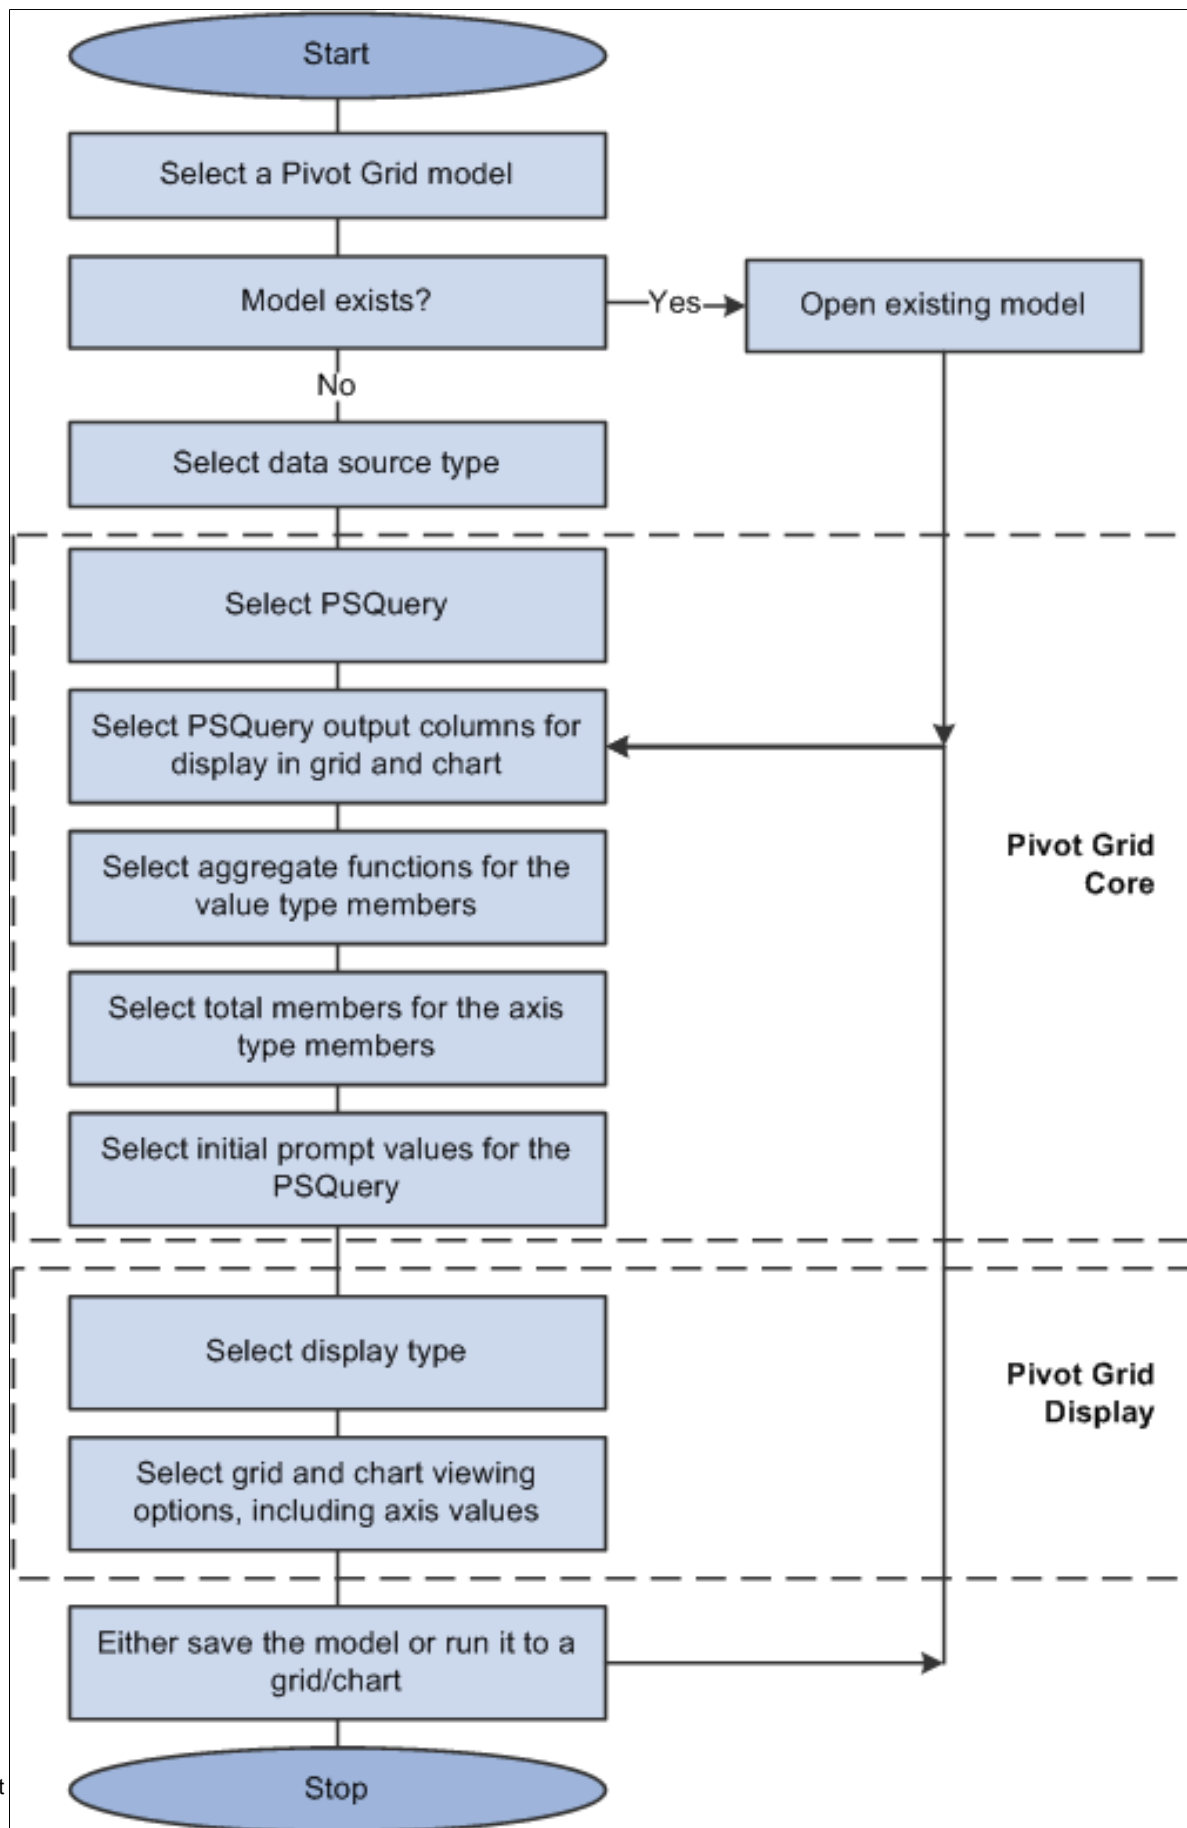 Start
Select a Pivot Grid model
Model exists?
Yes
Open existing model
No
Select data source type
Select PSQuery
Select PSQuery output columns for
display in grid and chart
Select aggregate functions for the
value type members
Pivot Grid
Core
Select total members for the axis
type members
Select initial prompt values for the
PSQuery
Select display type
Pivot Grid
Display
Select grid and chart viewing
options, including axis values
Either save the model or run it to a
grid/chart
Stop
t